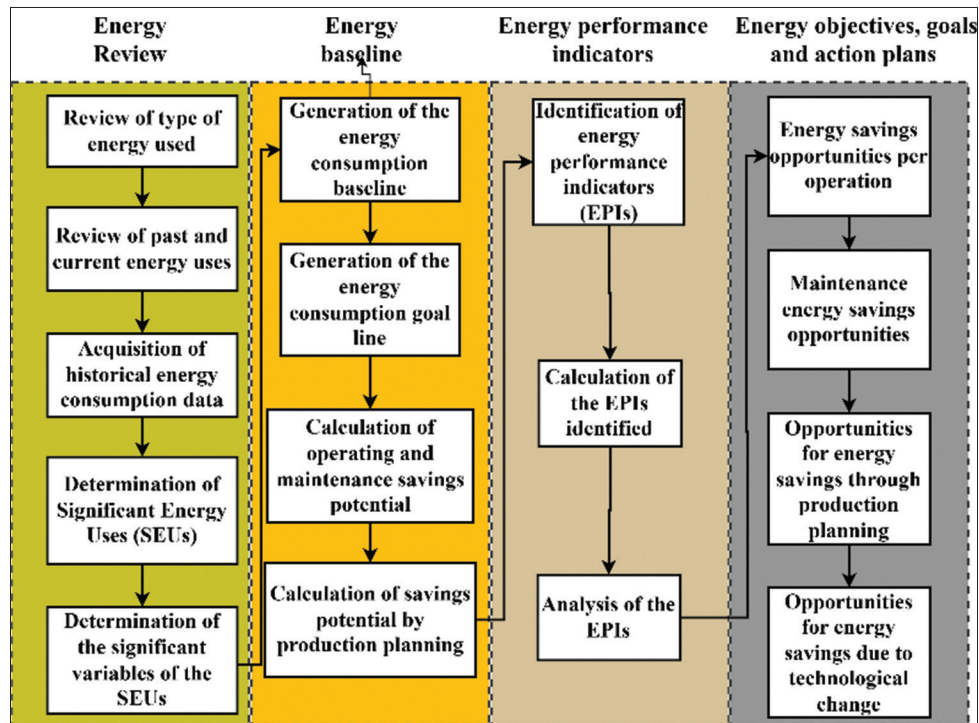 Energy
Review
Energy
baseline
Energy performance
indicators
Energy objectives, goals
and action plans
Review of type of
energy used
Review of past and
current energy uses
Acquisition of
historical energy
consumption data
Determination of
Significant Energy
Uses (SEUs)
Determination of
the significant
variables of the
SEUs
Generation of the
energy
consumption
baseline
Generation of the
energy
consumption goal
line
Calculation of
operating and
maintenance savings
potential
Calculation of savings
potential by
production planning
Identification of
energy
performance
indicators
(EPIs)
Calculation of
the EPIs
identified
Analysis of the
EPIs
Energy savings
opportunities per
operation
Maintenance
energy savings
opportunities
Opportunities
for energy
savings through
production
planning
Opportunities
for energy
savings due to
technological
change